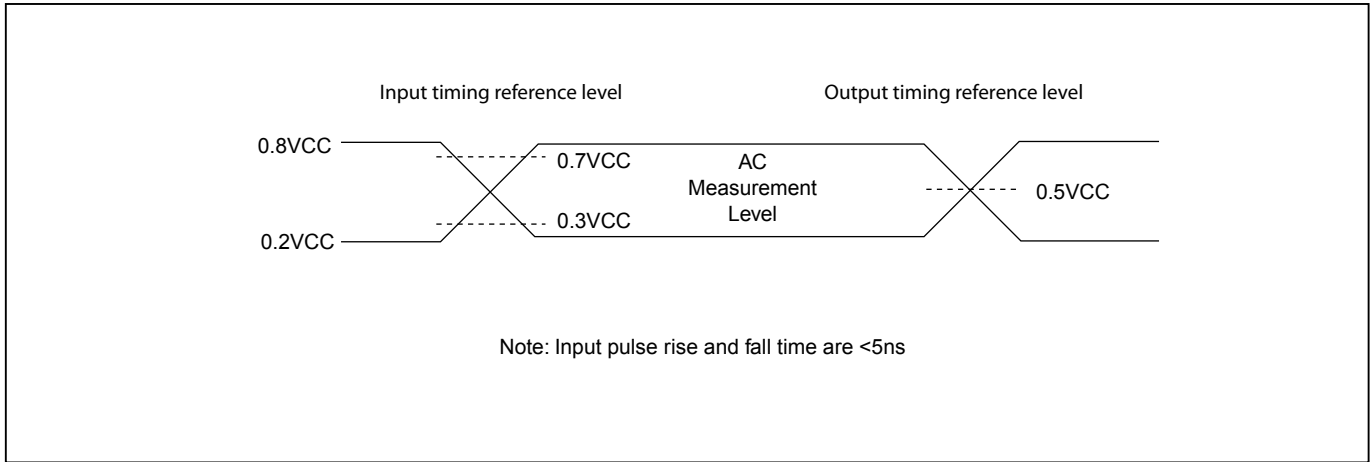 Input timing reference level
Output timing reference level
0.8VCC
0.7VCC
AC
Measurement
Level
0.5VCC
0.3VCC
0.2VCC
Note: Input pulse rise and fall time are <5ns